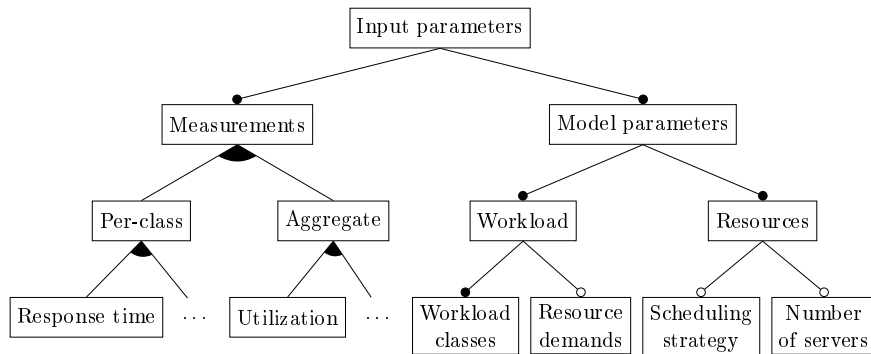 Input parameters
Measurements
Model parameters
Per-class
Aggregate
Workload
Resources
Response time
...
Utilization
...
Workload
classes
Resource
demands
Scheduling
strategy
Number
of servers